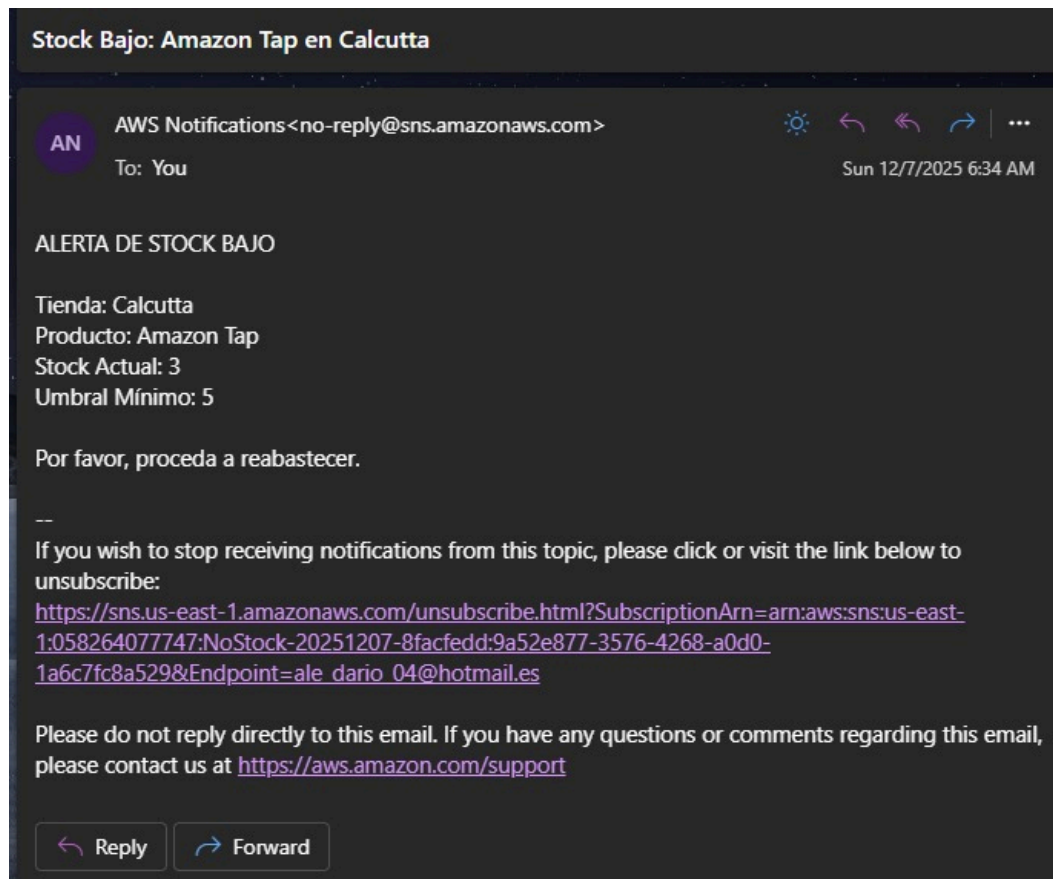 Stock Bajo: Amazon Tap en Calcutta
AN
AWS Notifications<no-reply@sns.amazonaws.com>
To: You
Sun 12/7/2025 6:34 AM
ALERTA DE STOCK BAJO
Tienda: Calcutta
Producto: Amazon Tap
Stock Actual: 3
Umbral Mínimo: 5
Por favor, proceda a reabastecer.
--
If you wish to stop receiving notifications from this topic, please click or visit the link below to
unsubscribe:
https://sns.us-east-1.amazonaws.com/unsubscribe.html?SubscriptionArn=arn:aws:sns:us-east-
1:058264077747:NoStock-20251207-8facfedd:9a52e877-3576-4268-a0d0-
1a6c7fc8a529&Endpoint=ale_dario_04@hotmail.es
Please do not reply directly to this email. If you have any questions or comments regarding this email,
please contact us at https://aws.amazon.com/support
Reply
Forward